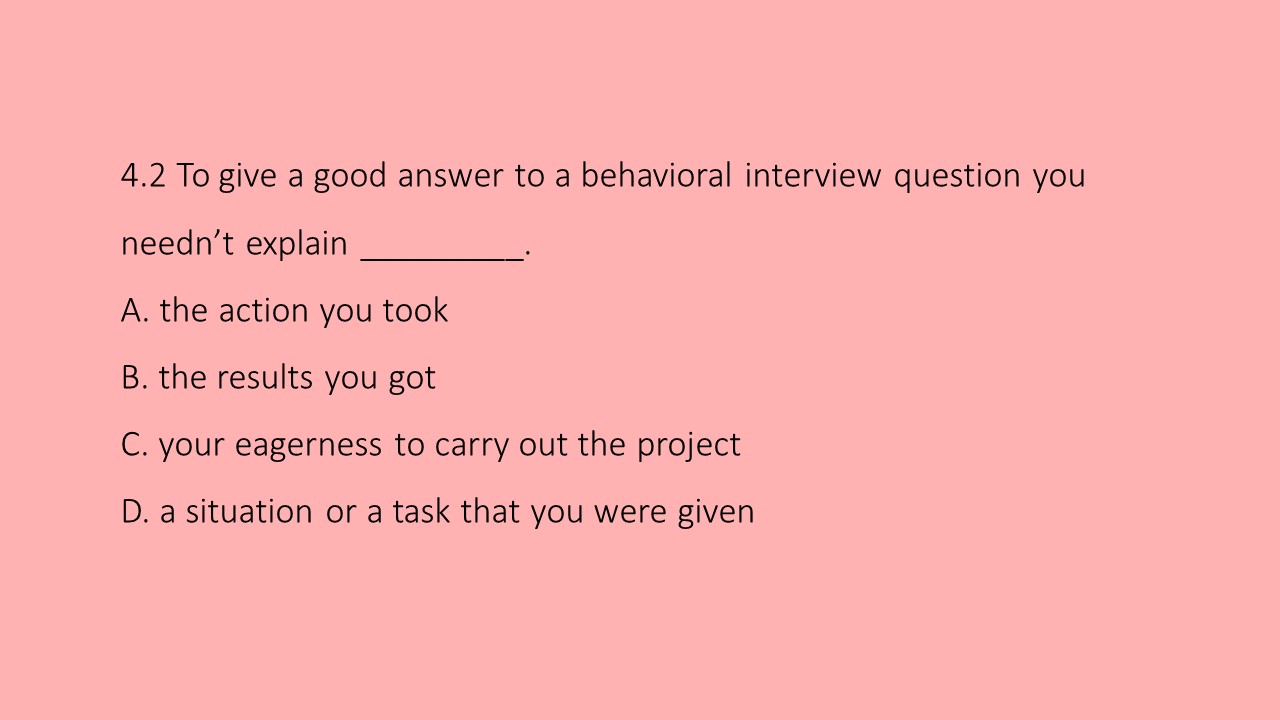 4.2 To give a good answer to a behavioral interview question you
needn’t explain _________.
A. the action you took
B. the results you got
C. your eagerness to carry out the project
D. a situation or a task that you were given